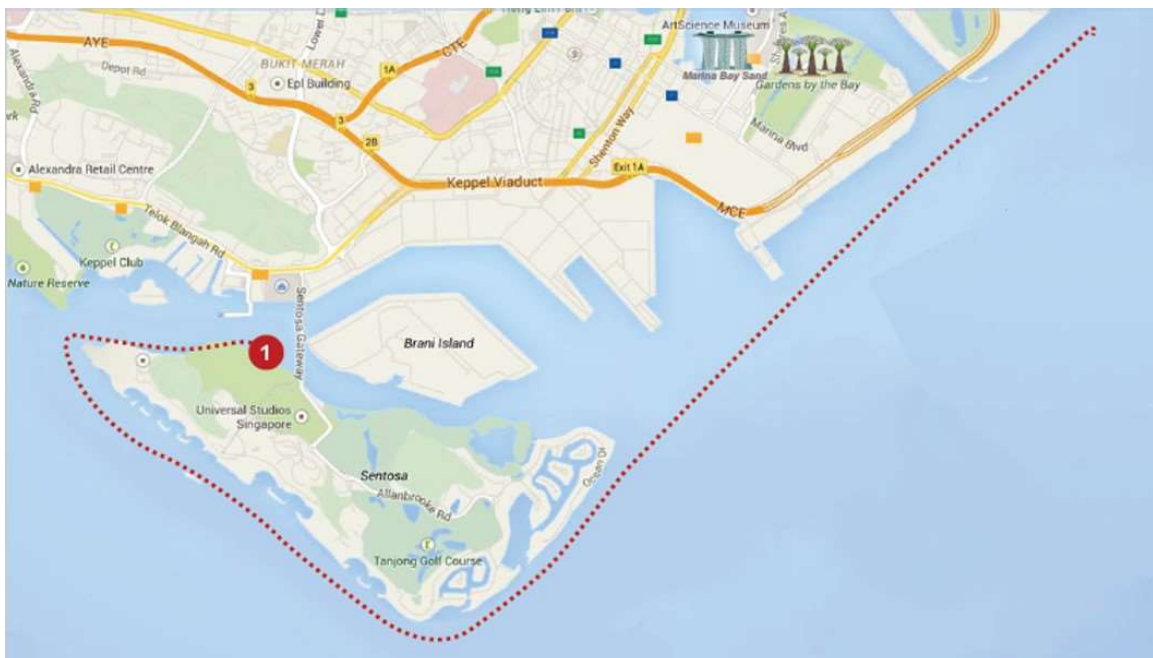 ArtScience Museum
AYE
Lower D
CTE
Alexandra Rd
Depot Rd
BUKIT MERAH
1A
Epl Building
Marina Bay Sand
Gardens by the Bay
3
ark
3
2B
Shenton Way
Marina Blvd
Alexandra Retail Centre
Exit 1A
Keppel Viaduct
MCE
Telok Blangah Rd
Keppel Club
Nature Reserve
Sentosa Gateway
1
Brani Island
Universal Studios
Singapore
Sentosa
Ocean Dr
Allanbrooke Rd
Tanjong Golf Course